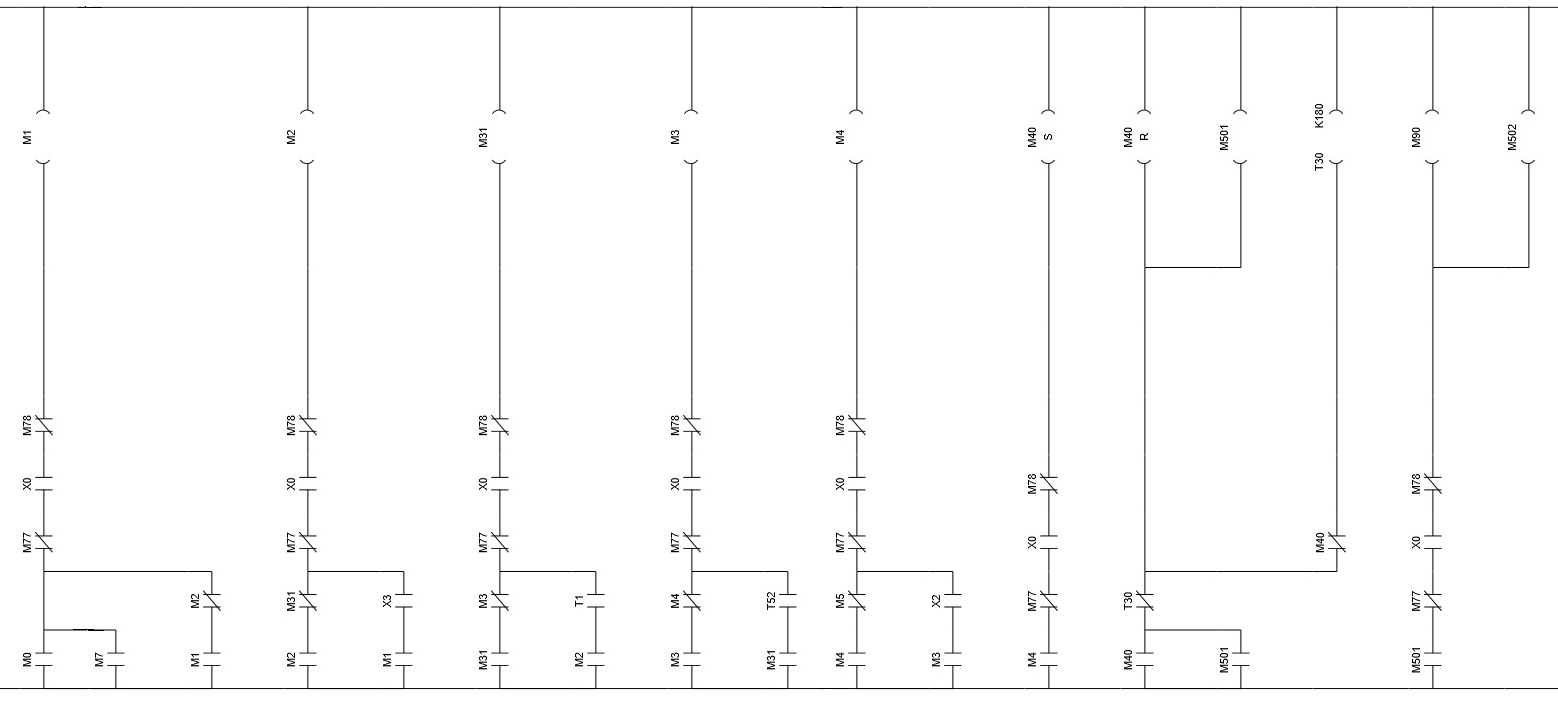 M0 M77 X0 M78 M1
M7
M1 M2
M2 M31 M77 X0 M78 M2
M1 X3
M31 M3 M77 X0 M78 M31
M2 T1
M3 M4 M77 X0 M78 M3
M31 T52
M4 M5 M77 X0 M78 M4
M3 X2
M4 M77 X0 M78 M40
S
M40 T30 M40
R
M501 M501
M40 T30 K180
M501 M77 X0 M78 M90
M502